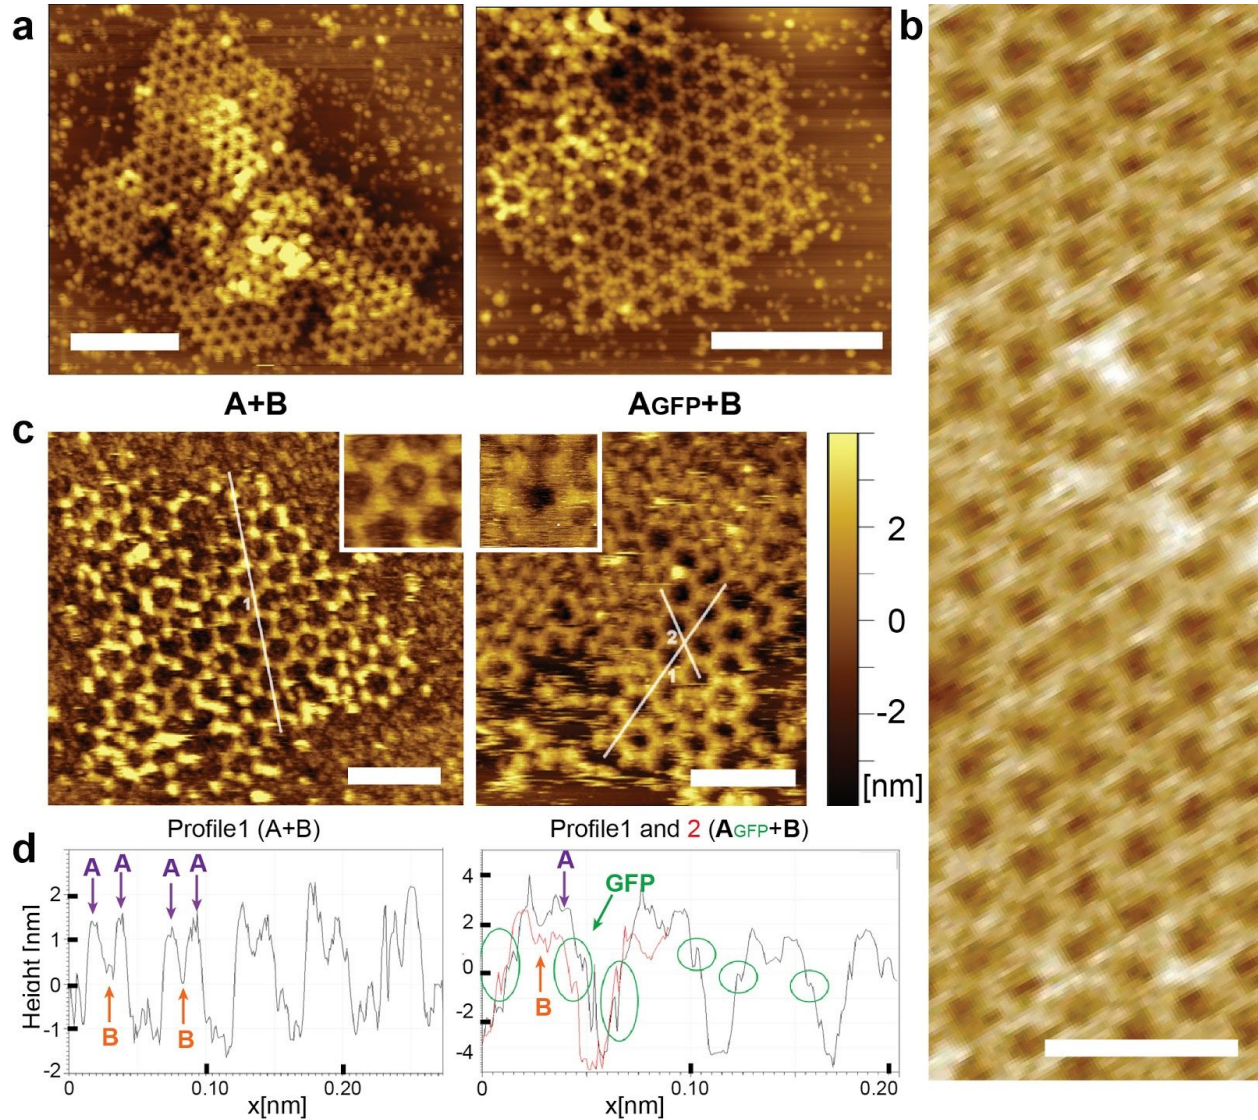 a
b
A+B
AGFP+B
c
1
2
1
2
0
-2
[nm]
d
Profile1 (A+B)
Profile1 and 2 (AGFP+B)
A
A
A
A
B
B
2
1
0
-1
-2
Height [nm]
0
0.10
0.20
x[nm]
A
GFP
B
4
2
0
-2
-4
0
0.10
0.20
x[nm]